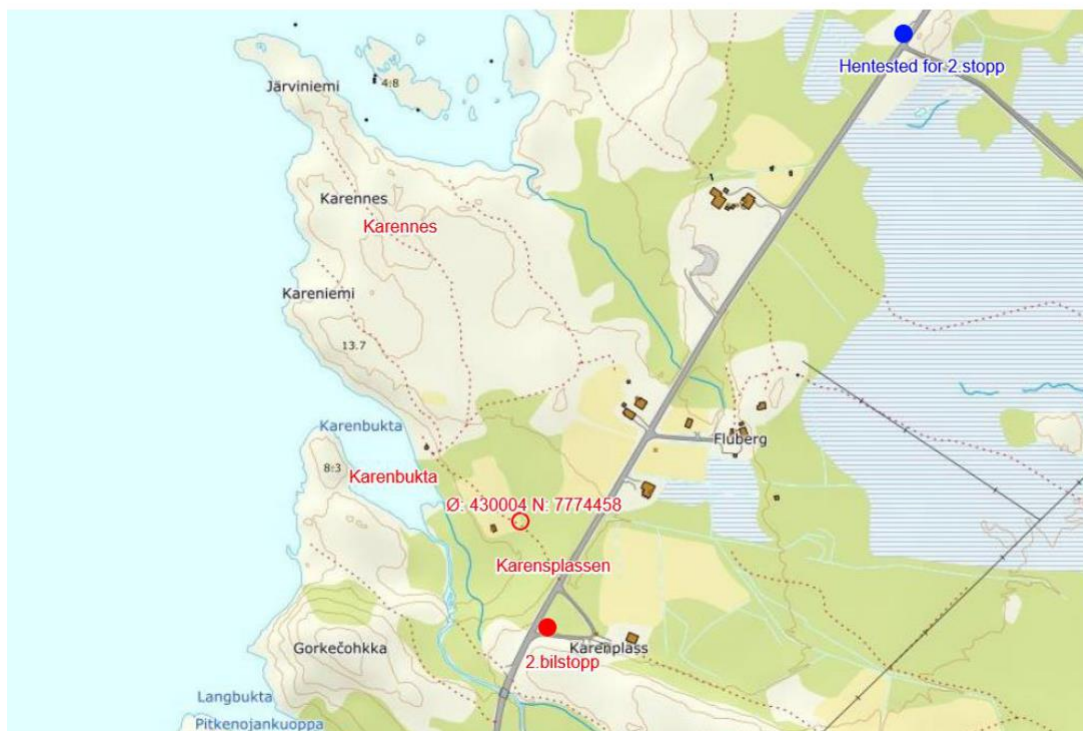 Hentested for 2.stopp
Järviniemi
4:8
Karennes
Karennes
Kareniemi
13.7
Karenbukta
Fluberg
8:3
Karenbukta
Ø: 430004 N: 7774458
Karensplassen
Gorkečohkka
Karenplass
2.bilstopp
Langbukta
Pitkenojankuoppa